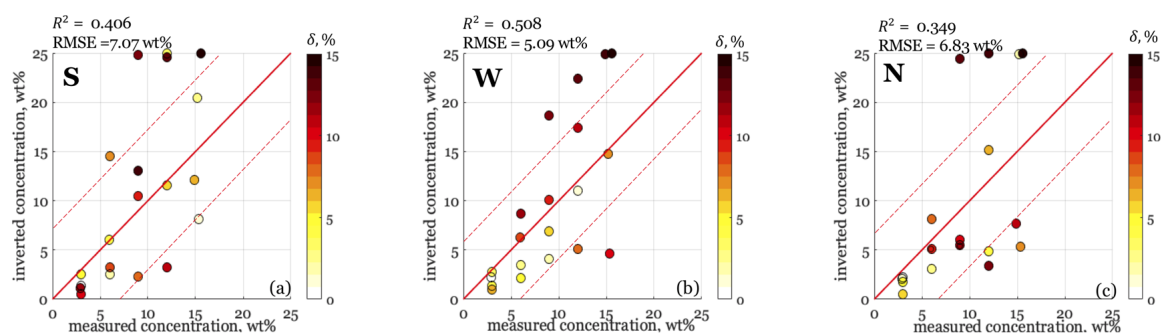 R² = 0.406
RMSE =7.07 wt%
δ, %
S
inverted concentration, wt%
25
20
15
10
5
0
0 5 10 15 20 25
measured concentration, wt%
(a)
15
10
5
0
R² = 0.508
RMSE = 5.09 wt%
δ, %
W
inverted concentration, wt%
25
20
15
10
5
0
0 5 10 15 20 25
measured concentration, wt%
(b)
15
10
5
0
R² = 0.349
RMSE = 6.83 wt%
δ, %
N
inverted concentration, wt%
25
20
15
10
5
0
0 5 10 15 20 25
measured concentration, wt%
(c)
15
10
5
0